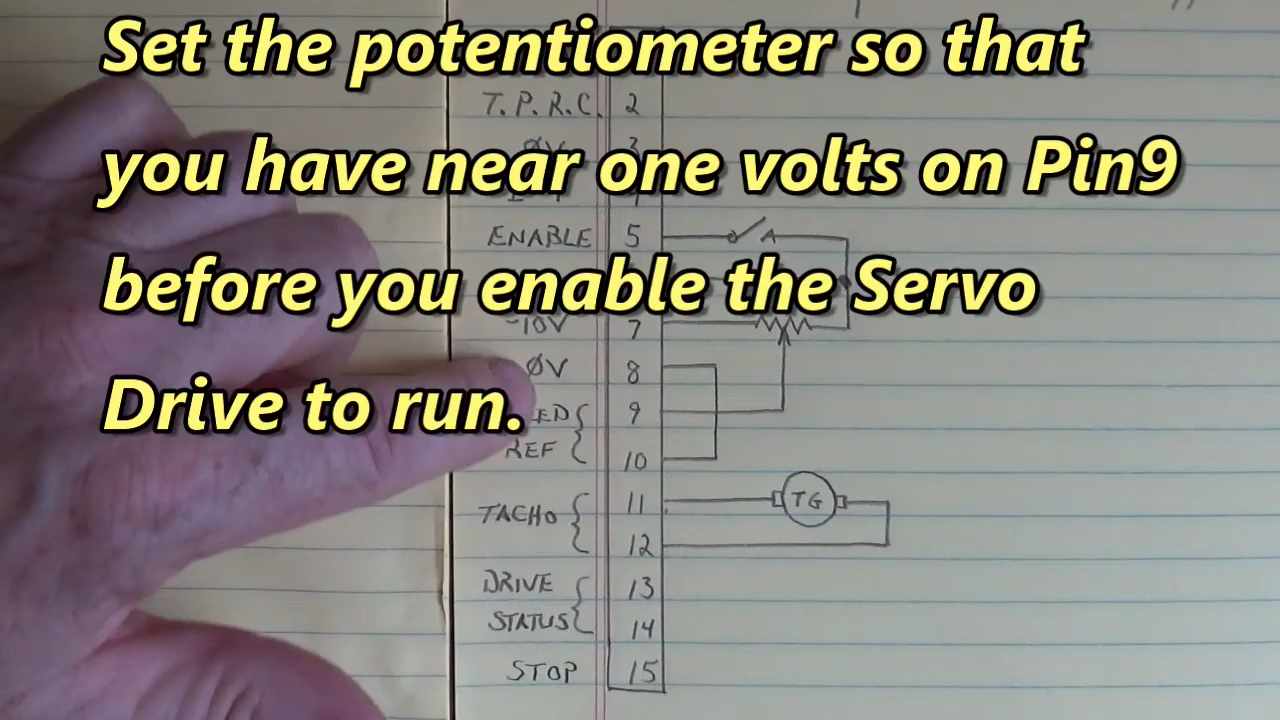 Set the potentiometer so that
T.P.R.C. 2
you have near one volts on Pin9
ENABLE 5
before you enable the Servo
-10V 7
ØV 8
Drive to run.
9
REF 10
TACHO 11
TG
12
DRIVE 13
STATUS 14
STOP 15